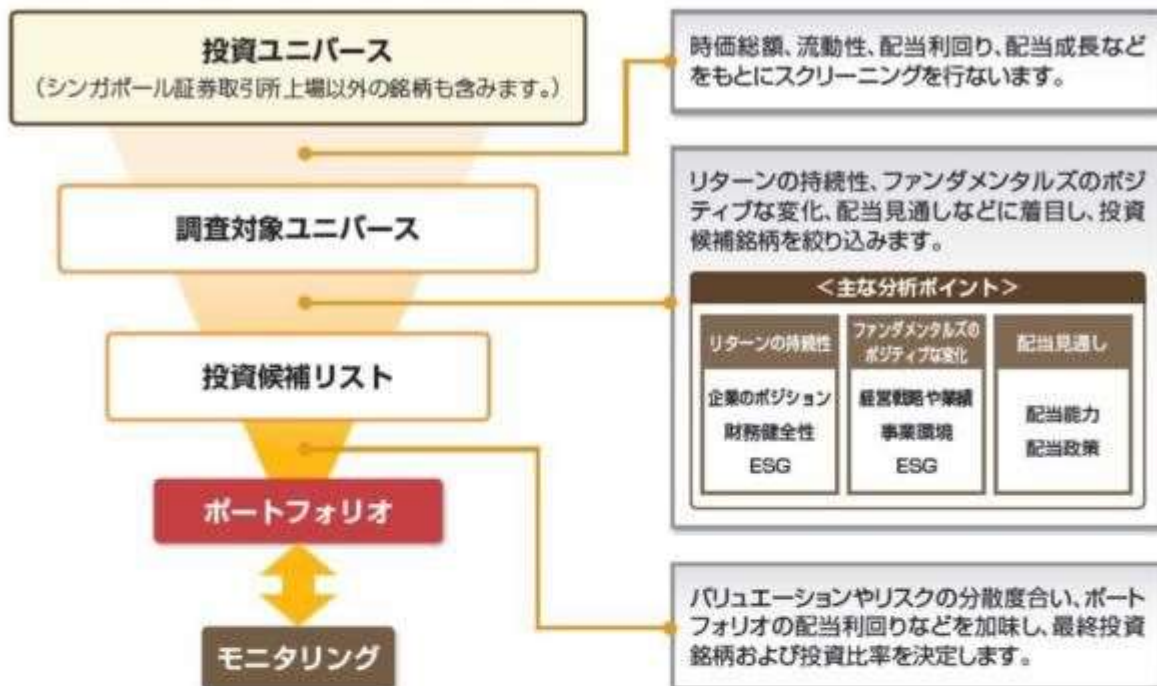 投資ユニバース
（シンガポール証券取引所上場以外の銘柄も含みます。）
時価総額、流動性、配当利回り、配当成長など
をもとにスクリーニングを行ないます。
調査対象ユニバース
リターンの持続性、ファンダメンタルズのポジ
ティブな変化、配当見通しなどに着目し、投資
候補銘柄を絞り込みます。
＜主な分析ポイント＞
リターンの持続性
企業のポジション
財務健全性
ESG
ファンダメンタルズの
ポジティブな変化
経営戦略や業績
事業環境
ESG
配当見通し
配当能力
配当政策
投資候補リスト
バリュエーションやリスクの分散度合い、ポート
フォリオの配当利回りなどを加味し、最終投資
銘柄および投資比率を決定します。
ポートフォリオ
モニタリング